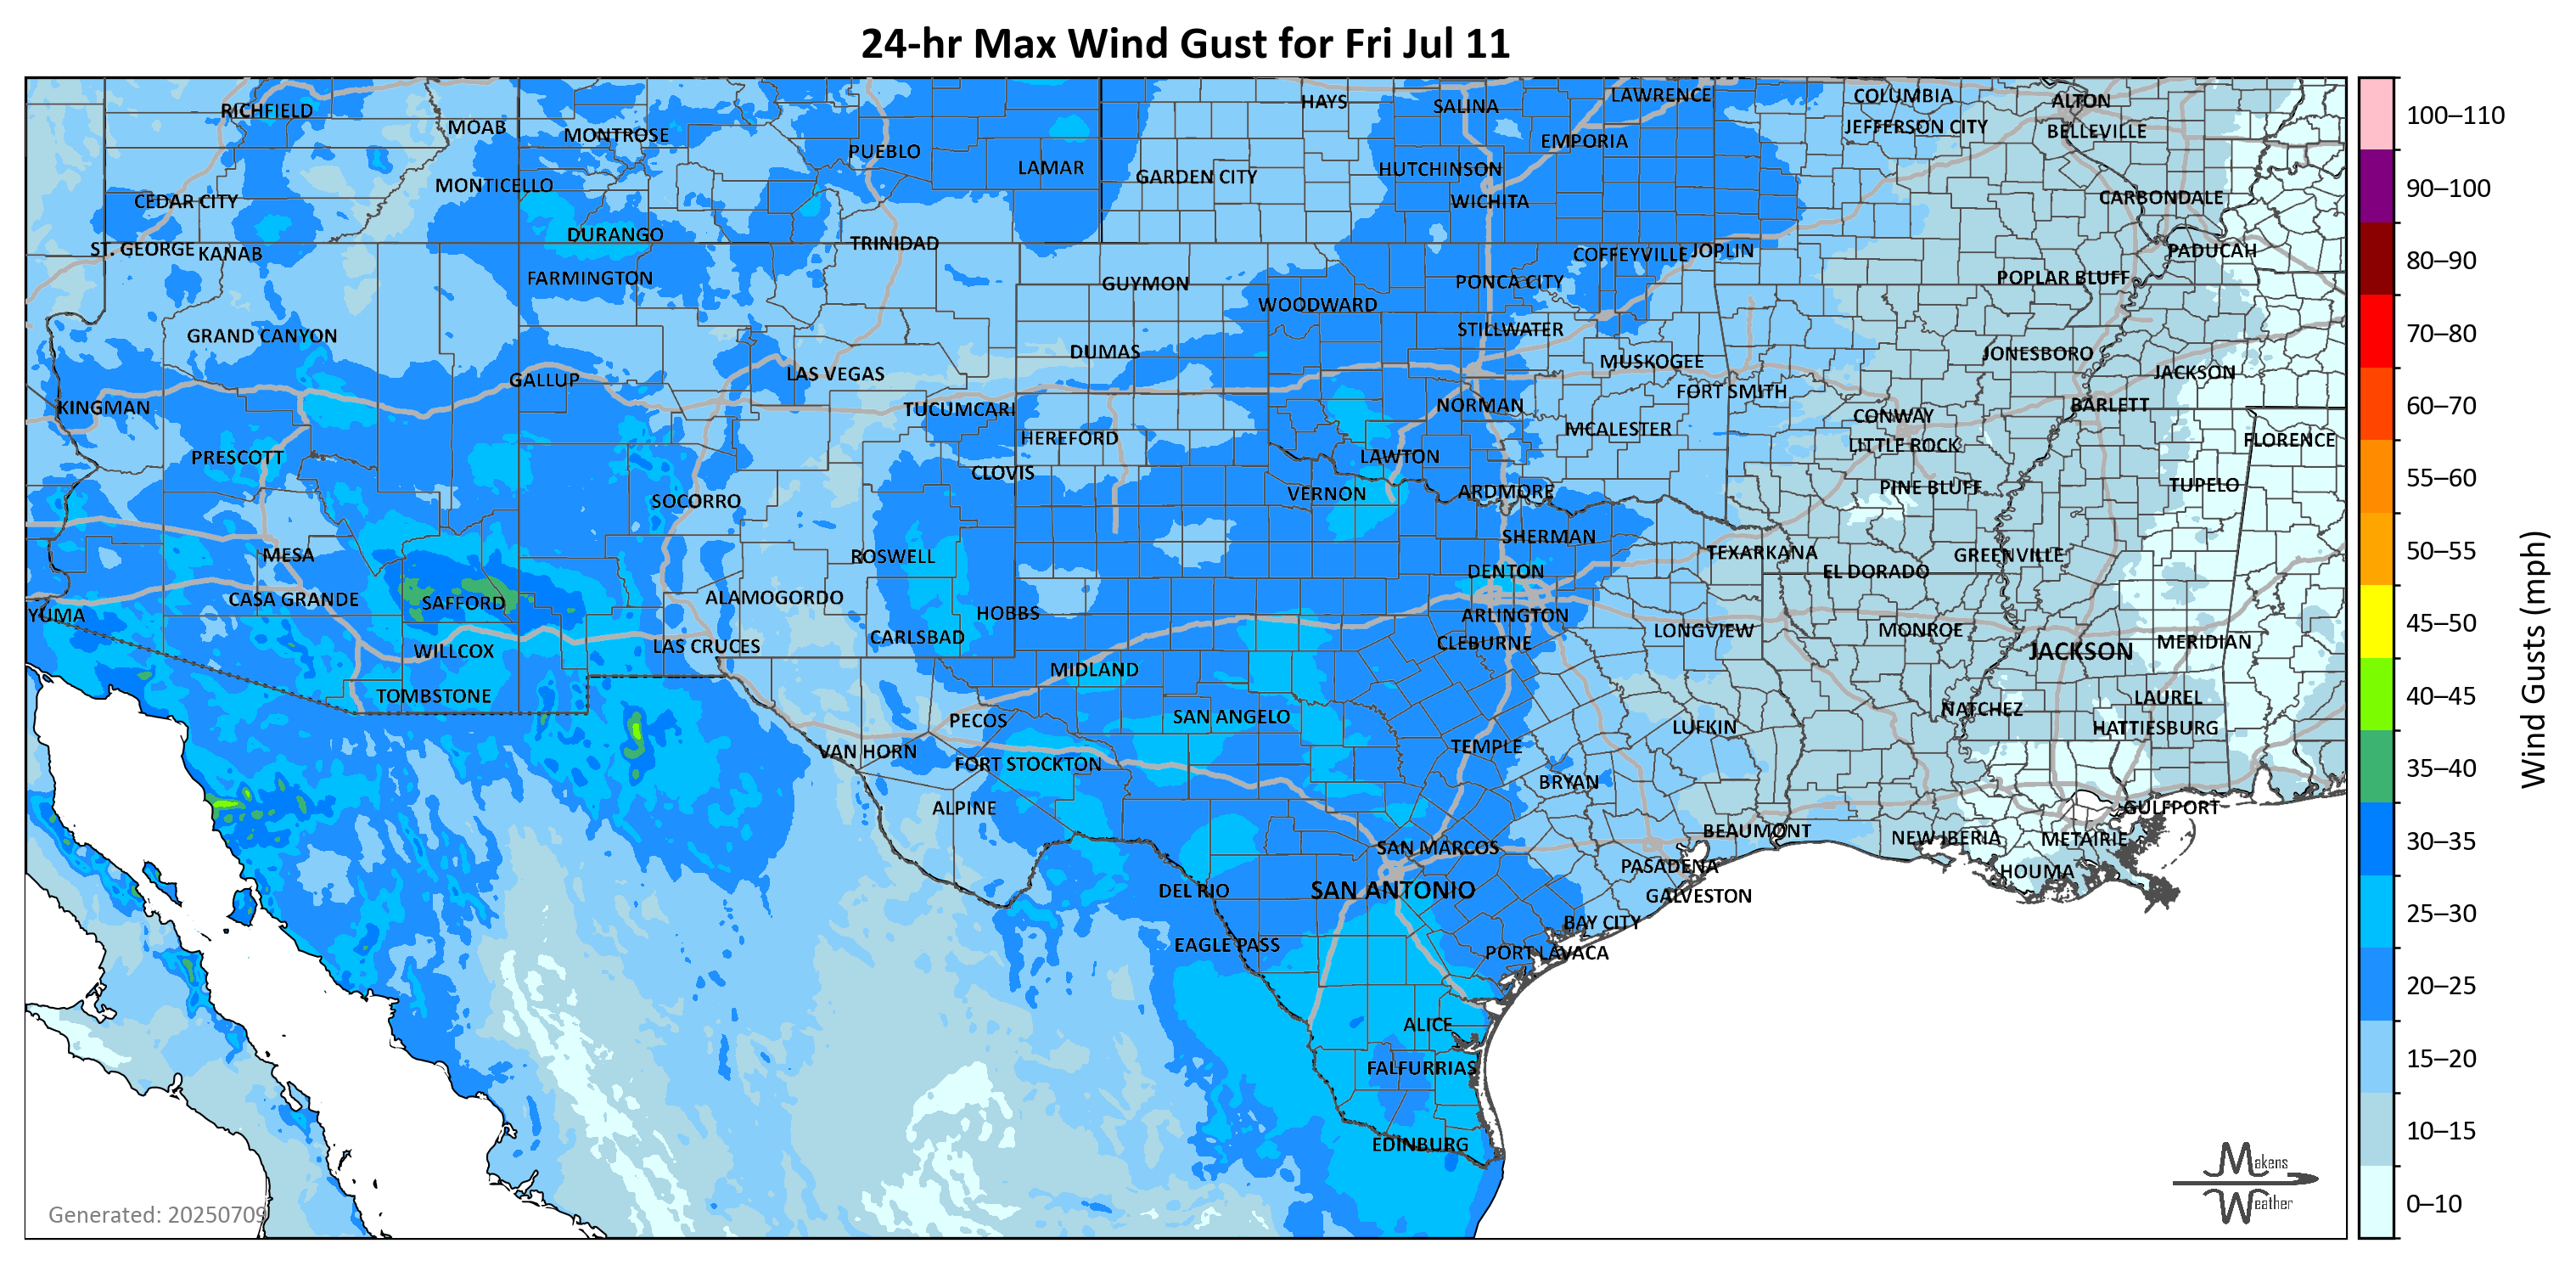 24-hr Max Wind Gust for Fri Jul 11
RICHFIELD
MOAB
MONTROSE
PUEBLO
LAMAR
HAYS
SALINA
LAWRENCE
COLUMBIA
ALTON
JEFFERSON CITY
BELLEVILLE
EMPORIA
GARDEN CITY
HUTCHINSON
MONTICELLO
CEDAR CITY
WICHITA
CARBONDALE
DURANGO
TRINIDAD
ST. GEORGE
KANAB
COFFEYVILLE
JOPLIN
PADUCAH
FARMINGTON
GUYMON
PONCA CITY
POPLAR BLUFF
WOODWARD
GRAND CANYON
STILLWATER
DUMAS
JONESBORO
MUSKOGEE
GALLUP
LAS VEGAS
JACKSON
FORT SMITH
KINGMAN
TUCUMCARI
NORMAN
BARLETT
CONWAY
HEREFORD
MCALESTER
LITTLE ROCK
FLORENCE
PRESCOTT
CLOVIS
LAWTON
SOCORRO
VERNON
ARDMORE
PINE BLUFF
TUPELO
MESA
ROSWELL
SHERMAN
TEXARKANA
GREENVILLE
DENTON
EL DORADO
CASA GRANDE
SAFFORD
ALAMOGORDO
YUMA
HOBBS
ARLINGTON
LAS CRUCES
CARLSBAD
CLEBURNE
LONGVIEW
MONROE
MERIDIAN
WILLCOX
JACKSON
MIDLAND
TOMBSTONE
LAUREL
PECOS
SAN ANGELO
NATCHEZ
LUFKIN
HATTIESBURG
VAN HORN
TEMPLE
FORT STOCKTON
BRYAN
ALPINE
GULFPORT
BEAUMONT
NEW IBERIA
METAIRIE
SAN MARCOS
PASADENA
HOUMA
DEL RIO
SAN ANTONIO
GALVESTON
BAY CITY
EAGLE PASS
PORT LAVACA
ALICE
FALFURRIAS
EDINBURG
Generated: 20250709
Makens
Weather
100–110
90–100
80–90
70–80
60–70
55–60
50–55
45–50
40–45
35–40
30–35
25–30
20–25
15–20
10–15
0–10
Wind Gusts (mph)